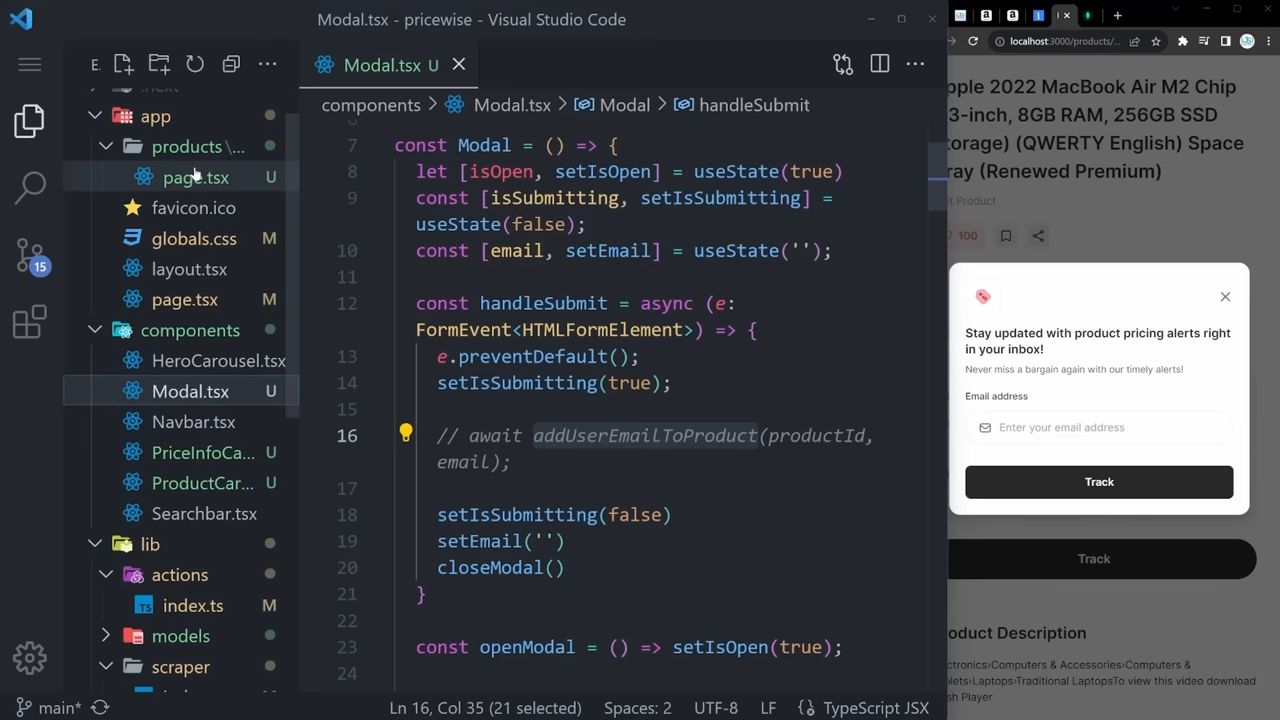 Modal.tsx - pricewise - Visual Studio Code
E.
.next
app
products\...
page.tsx U
favicon.ico
globals.css M
layout.tsx
page.tsx M
components
HeroCarousel.tsx
Modal.tsx U
Navbar.tsx
PriceInfoCa... U
ProductCar... U
Searchbar.tsx
lib
actions
index.ts M
models
scraper
15
main*
Modal.tsx U
components > Modal.tsx > Modal > handleSubmit
7 const Modal = () => {
8 let [isOpen, setIsOpen] = useState(true)
9 const [isSubmitting, setIsSubmitting] =
useState(false);
10 const [email, setEmail] = useState('');
11
12 const handleSubmit = async (e:
FormEvent<HTMLFormElement>) => {
13 e.preventDefault();
14 setIsSubmitting(true);
15
16 // await addUserEmailToProduct(productId,
email);
17
18 setIsSubmitting(false)
19 setEmail('')
20 closeModal()
21 }
22
23 const openModal = () => setIsOpen(true);
24
Ln 16, Col 35 (21 selected) Spaces: 2 UTF-8 LF TypeScript JSX
localhost:3000/products/...
pple 2022 MacBook Air M2 Chip
3-inch, 8GB RAM, 256GB SSD
torage) (QWERTY English) Space
ray (Renewed Premium)
t Product
100
Stay updated with product pricing alerts right
in your inbox!
Never miss a bargain again with our timely alerts!
Email address
Enter your email address
Track
Track
oduct Description
ctronics›Computers & Accessories›Computers &
blets›Laptops›Traditional LaptopsTo view this video download
sh Player